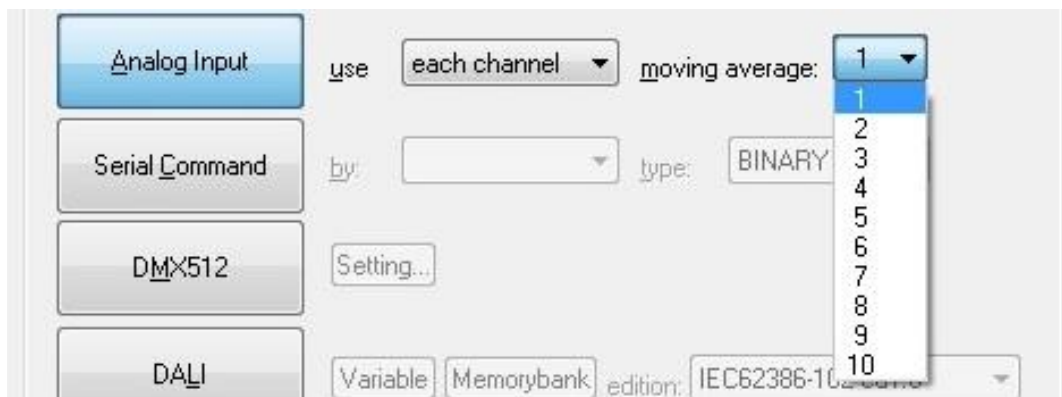 Analog Input use each channel moving average: 1
1
2
Serial Command by: type: BINARY 3
4
5
6
DMX512 Setting... 7
8
9
10
DALI Variable Memorybank edition: